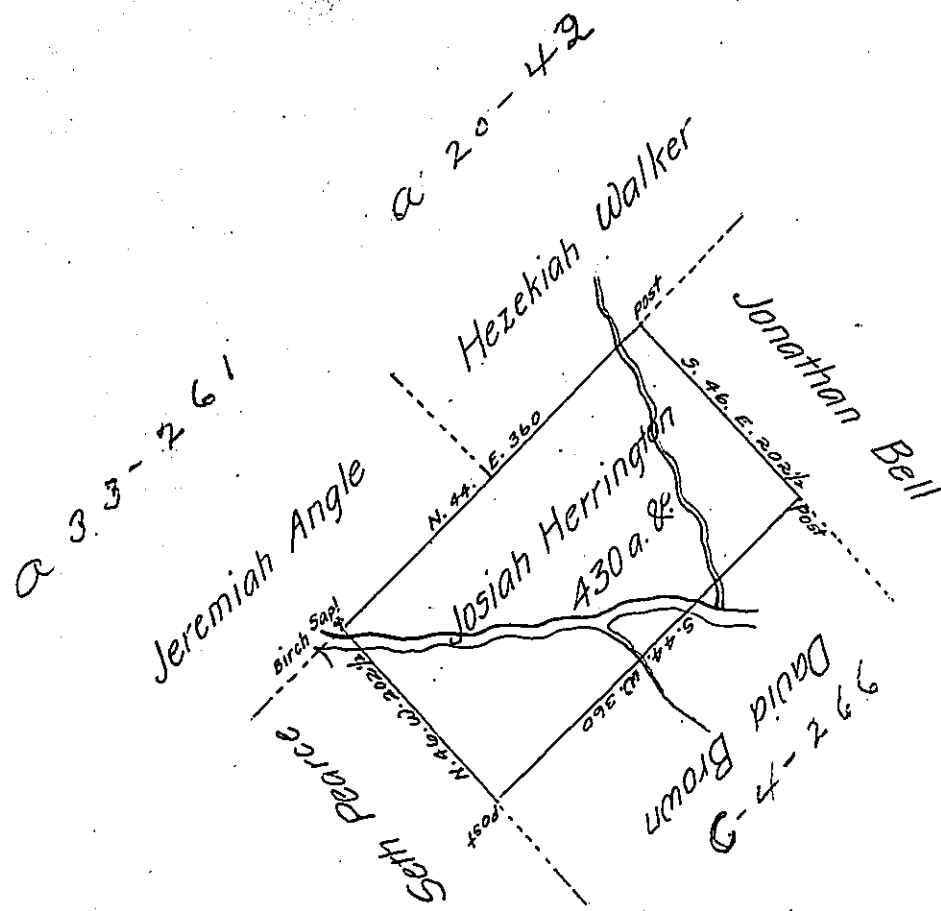 a 20-42
Hezekiah Walker
a 33-261
Jeremiah Angle
Jonathan Bell
Post
N. 44. E. 360
S. 46. E. 202½
Post
Josiah Herrington
430 a. &.
Birch Sapl.
N. 46. W. 202½
S. 44. W. 360
Post
Seth Pearce
David Brown
C-4-266